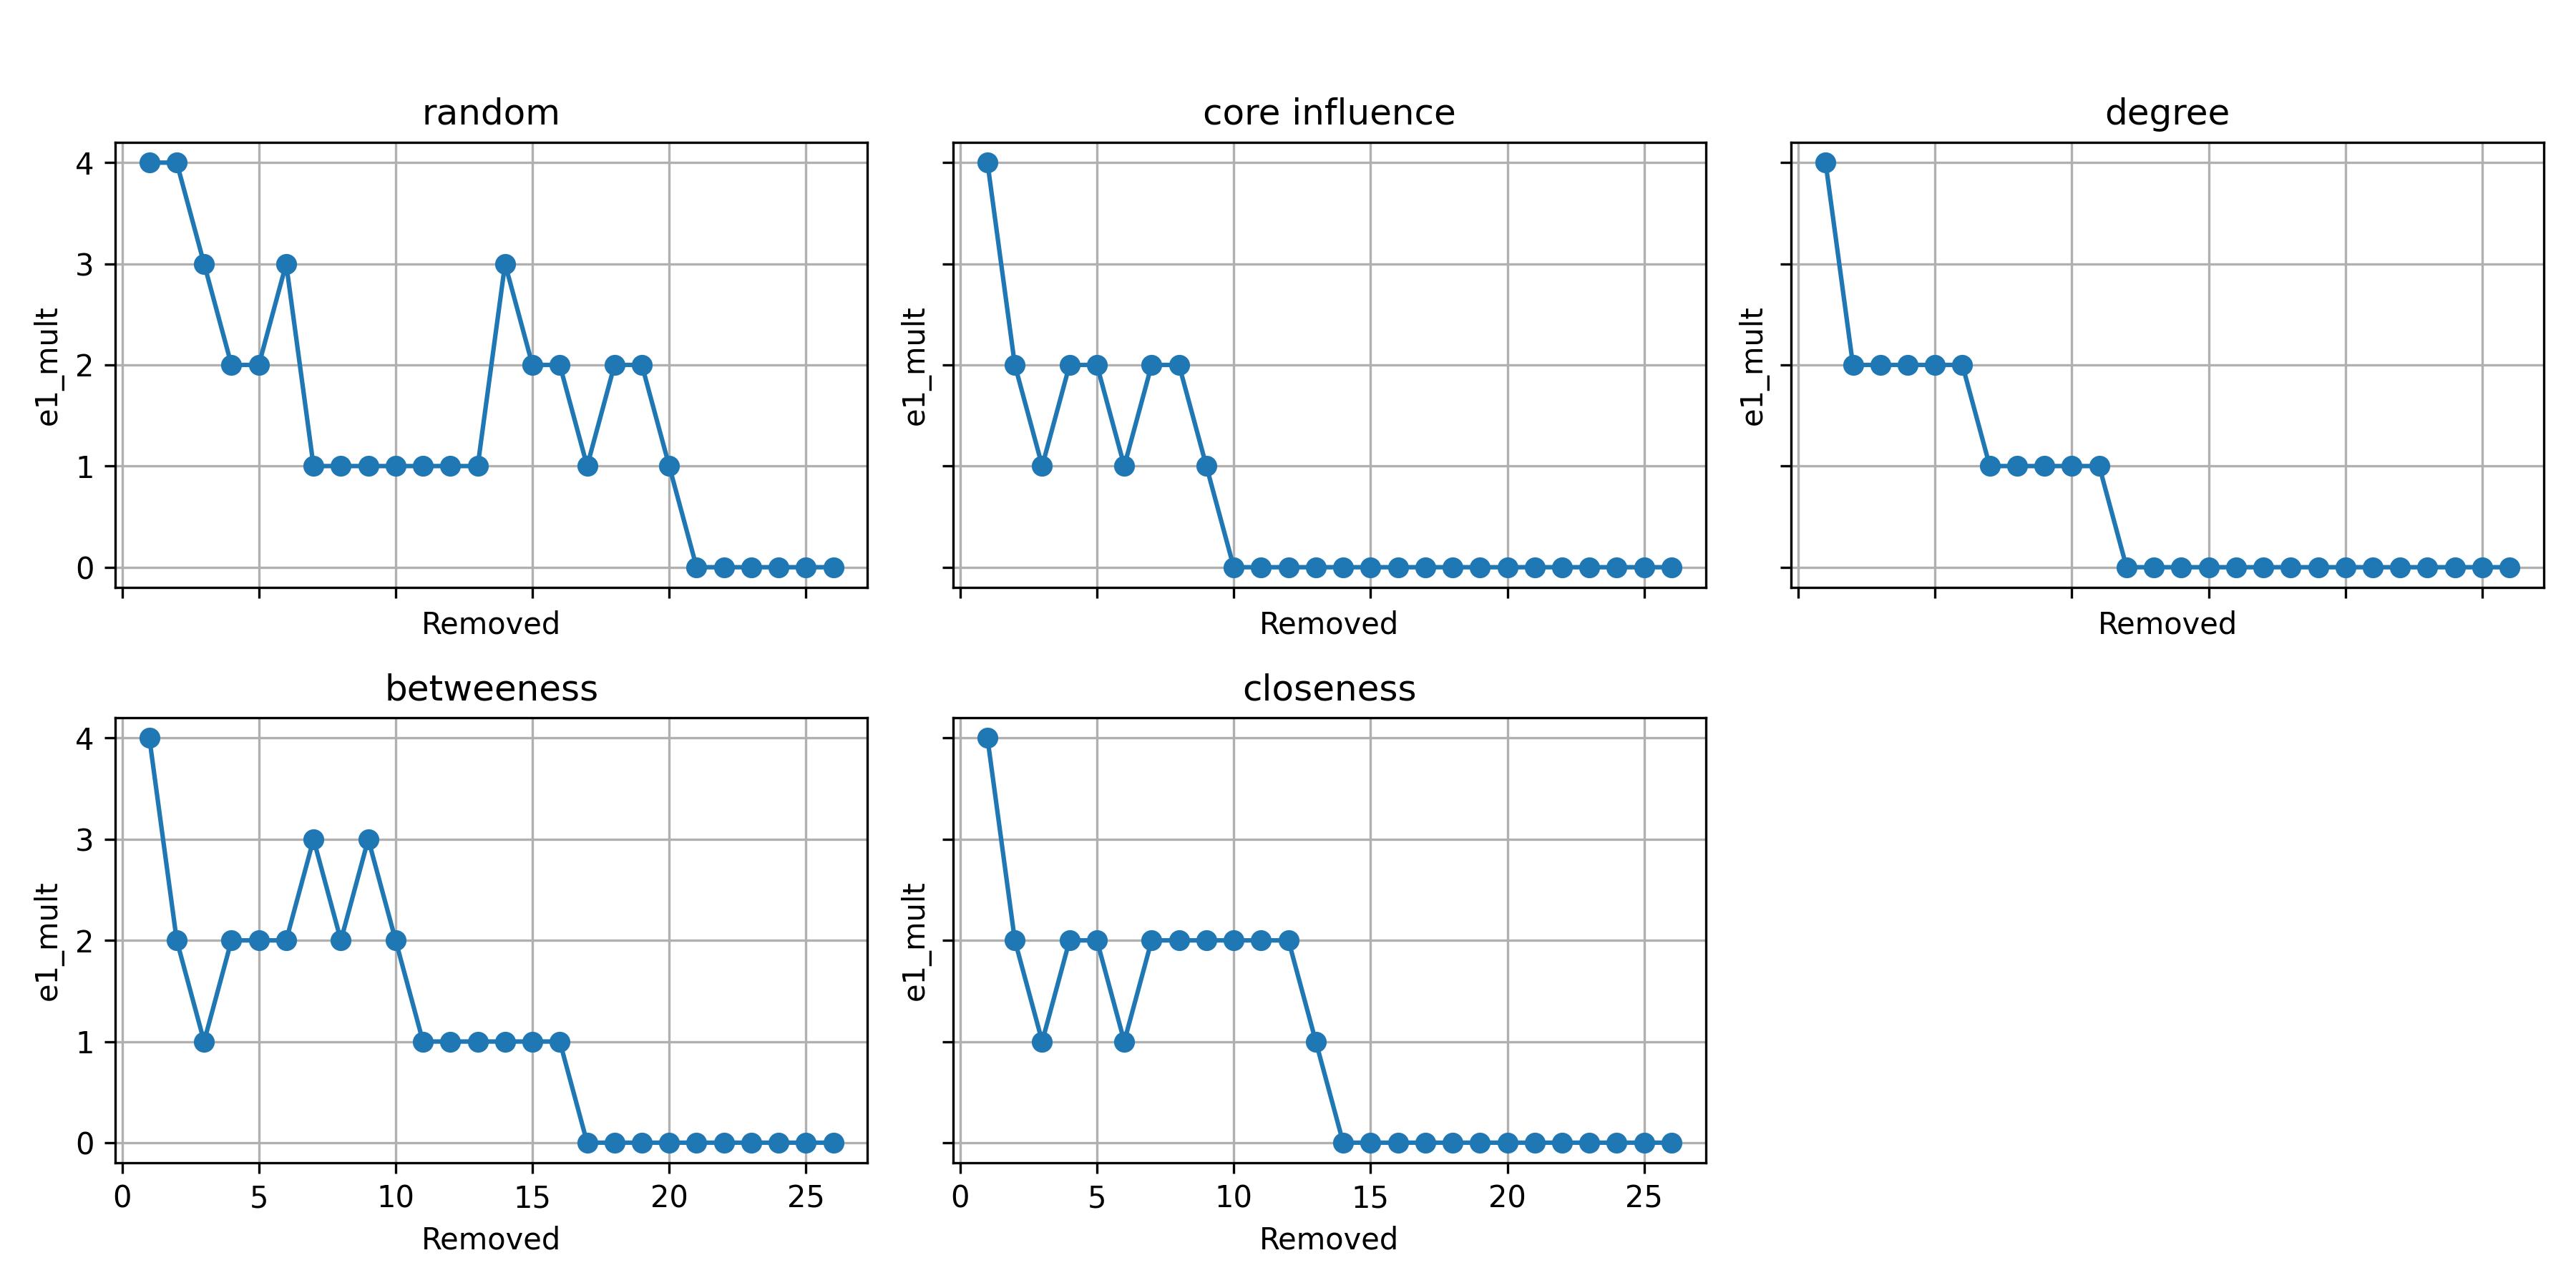 random
core influence
degree
4
3
2
1
0
e1_mult
e1_mult
e1_mult
Removed
Removed
Removed
betweeness
closeness
4
3
2
1
0
e1_mult
e1_mult
0 5 10 15 20 25
0 5 10 15 20 25
Removed
Removed